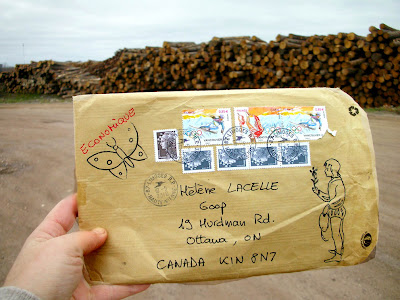 ECONOMIQUE
Hélène LACELLE
Goop
19 Hurdman Rd.
Ottawa, ON
CANADA K1N 8N7